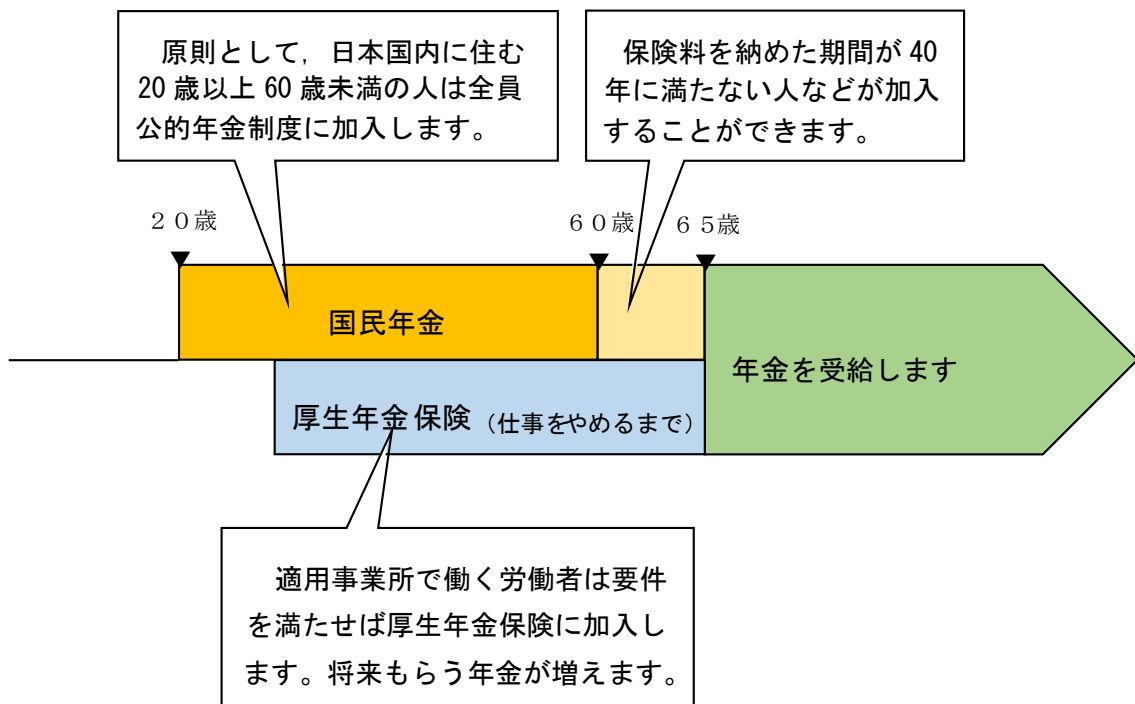 原則として，日本国内に住む
20 歳以上 60 歳未満の人は全員
公的年金制度に加入します。
保険料を納めた期間が 40
年に満たない人などが加入
することができます。
２０歳
６０歳
６５歳
国民年金
年金を受給します
厚生年金保険（仕事をやめるまで）
適用事業所で働く労働者は要件
を満たせば厚生年金保険に加入し
ます。将来もらう年金が増えます。